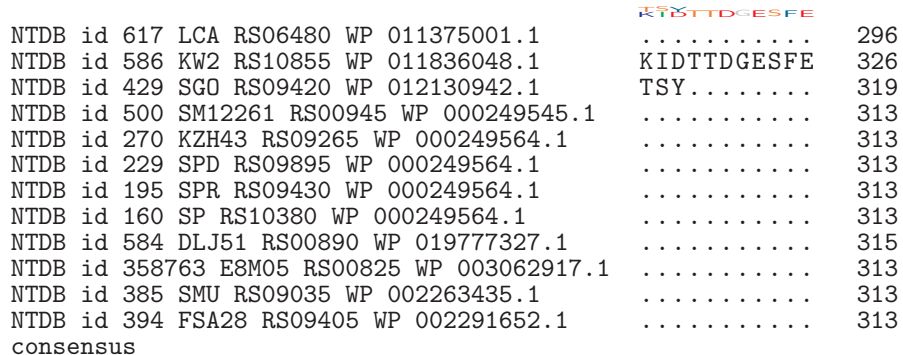 TSY
KIDTTDGESFE
NTDB id 617 LCA RS06480 WP 011375001.1 ........... 296
NTDB id 586 KW2 RS10855 WP 011836048.1 KIDTTDGESFE 326
NTDB id 429 SGO RS09420 WP 012130942.1 TSY........ 319
NTDB id 500 SM12261 RS00945 WP 000249545.1 ........... 313
NTDB id 270 KZH43 RS09265 WP 000249564.1 ........... 313
NTDB id 229 SPD RS09895 WP 000249564.1 ........... 313
NTDB id 195 SPR RS09430 WP 000249564.1 ........... 313
NTDB id 160 SP RS10380 WP 000249564.1 ........... 313
NTDB id 584 DLJ51 RS00890 WP 019777327.1 ........... 315
NTDB id 358763 E8M05 RS00825 WP 003062917.1 ........... 313
NTDB id 385 SMU RS09035 WP 002263435.1 ........... 313
NTDB id 394 FSA28 RS09405 WP 002291652.1 ........... 313
consensus